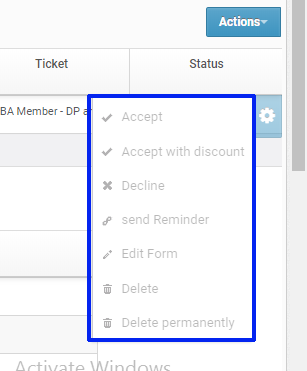 Actions
Ticket Status
BA Member - DP
Accept
Accept with discount
Decline
send Reminder
Edit Form
Delete
Delete permanently
Activate Windows